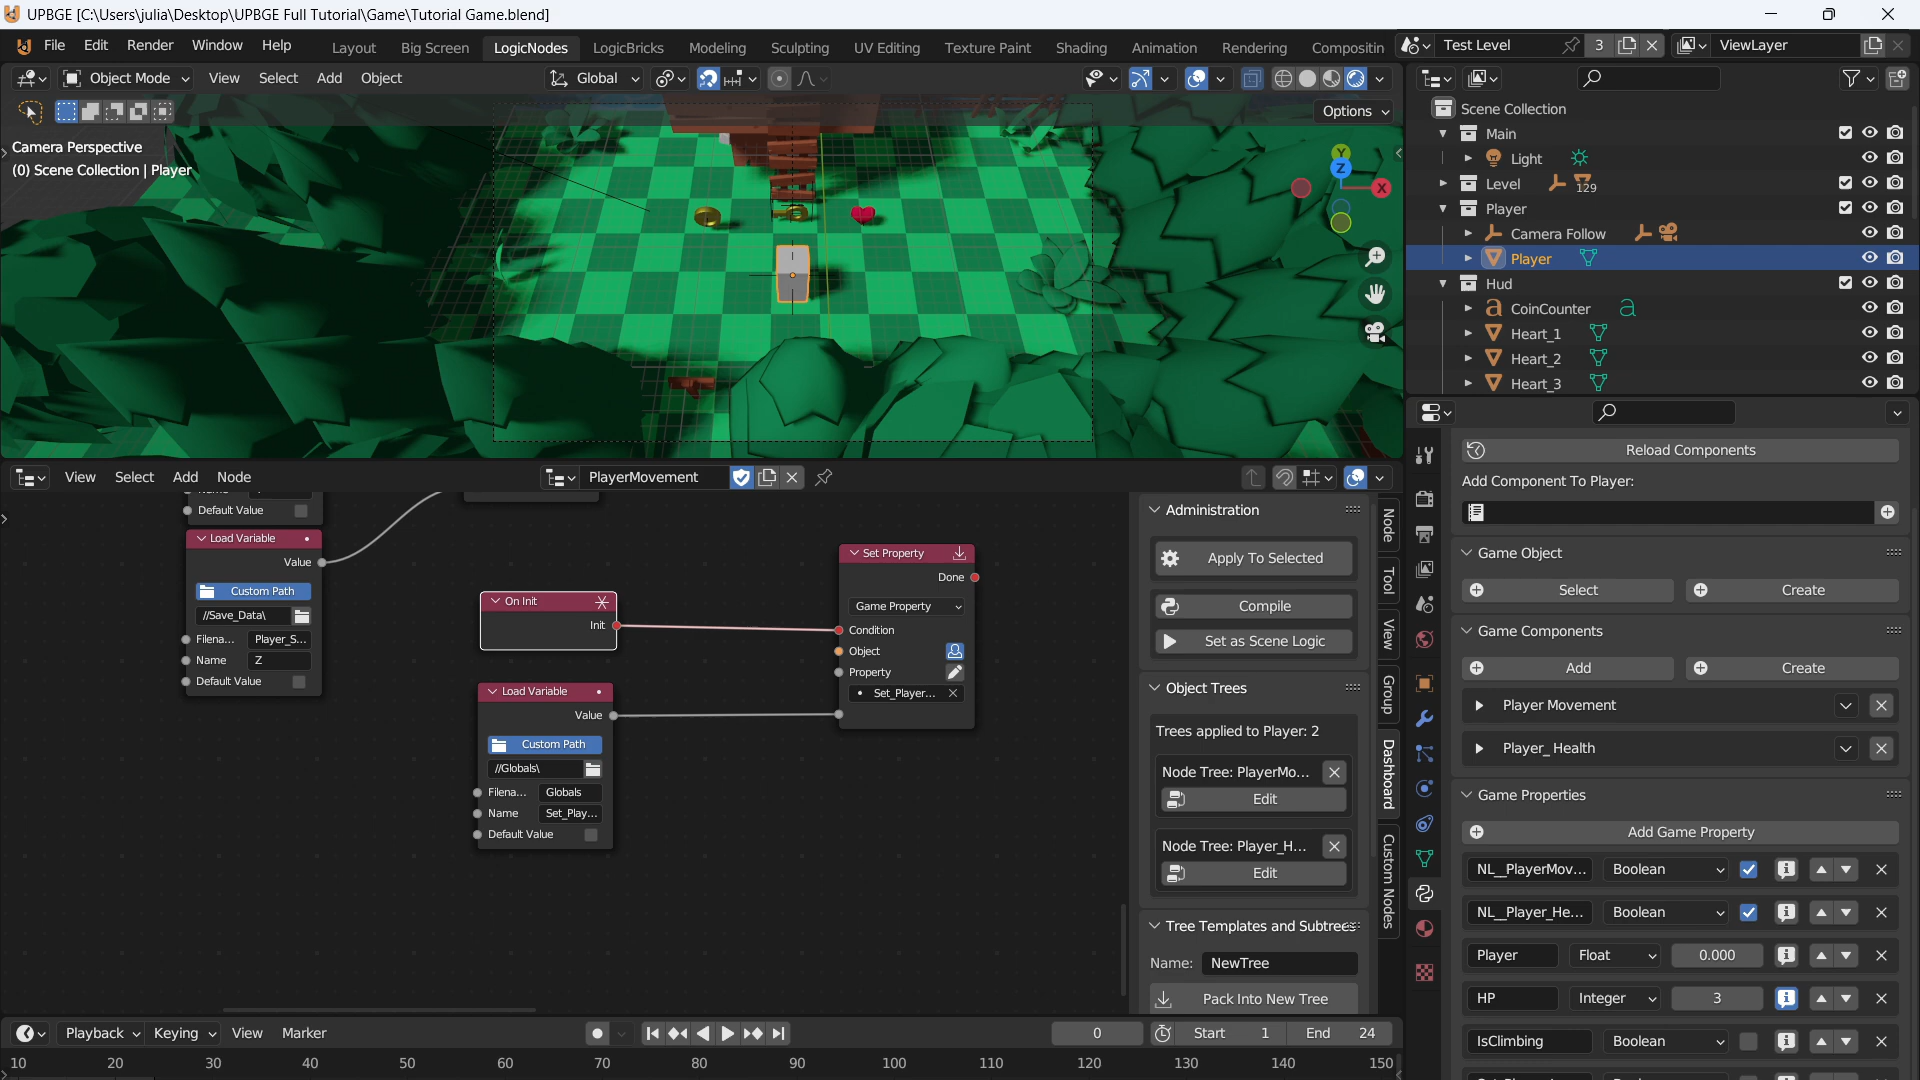 UPBGE [C:\Users\julia\Desktop\UPBGE Full Tutorial\Game\Tutorial Game.blend]
File Edit Render Window Help Layout Big Screen LogicNodes LogicBricks Modeling Sculpting UV Editing Texture Paint Shading Animation Rendering Compositin Test Level 3 ViewLayer
Object Mode View Select Add Object Global
Options
Camera Perspective
(0) Scene Collection | Player
Y
Z
X
Scene Collection
Main
Light
Level 129
Player
Camera Follow
Player
Hud
CoinCounter
Heart_1
Heart_2
Heart_3
View Select Add Node PlayerMovement
Default Value
Load Variable
Value
Custom Path
//Save_Data\
Filena... Player_S...
Name Z
Default Value
On Init
Init
Load Variable
Value
Custom Path
//Globals\
Filena... Globals
Name Set_Play...
Default Value
Set Property
Done
Game Property
Condition
Object
Property
Set_Player...
Administration
Apply To Selected
Compile
Set as Scene Logic
Object Trees
Trees applied to Player: 2
Node Tree: PlayerMo...
Edit
Node Tree: Player_H...
Edit
Tree Templates and Subtrees
Name: NewTree
Pack Into New Tree
Node
Tool
View
Group
Dashboard
Custom Nodes
Reload Components
Add Component To Player:
Game Object
Select Create
Game Components
Add Create
Player Movement
Player_ Health
Game Properties
Add Game Property
NL__PlayerMov... Boolean
NL__Player_He... Boolean
Player Float 0.000
HP Integer 3
IsClimbing Boolean
Playback Keying View Marker 0 Start 1 End 24
10 20 30 40 50 60 70 80 90 100 110 120 130 140 150